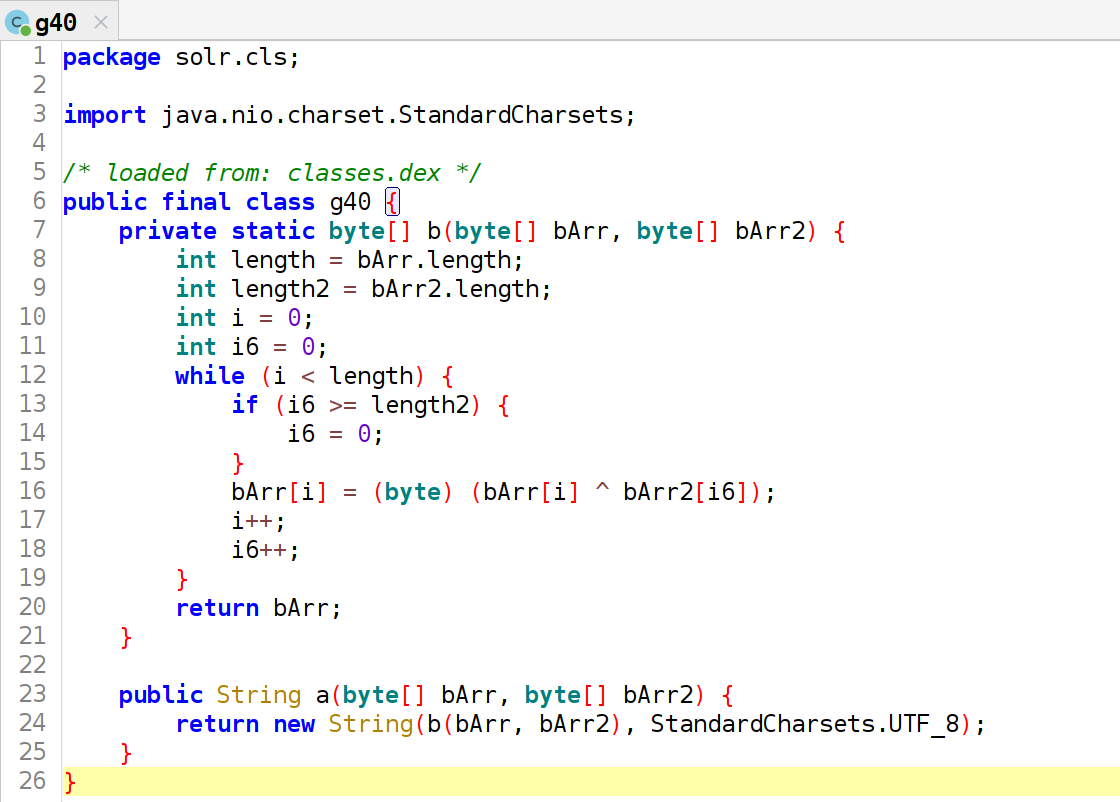 g40
1 package solr.cls;
2
3 import java.nio.charset.StandardCharsets;
4
5 /* loaded from: classes.dex */
6 public final class g40 {
7     private static byte[] b(byte[] bArr, byte[] bArr2) {
8         int length = bArr.length;
9         int length2 = bArr2.length;
10         int i = 0;
11         int i6 = 0;
12         while (i < length) {
13             if (i6 >= length2) {
14                 i6 = 0;
15             }
16             bArr[i] = (byte) (bArr[i] ^ bArr2[i6]);
17             i++;
18             i6++;
19         }
20         return bArr;
21     }
22
23     public String a(byte[] bArr, byte[] bArr2) {
24         return new String(b(bArr, bArr2), StandardCharsets.UTF_8);
25     }
26 }